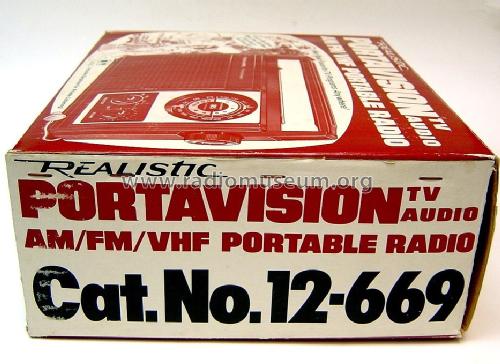 REALISTIC
PORTAVISION TV AUDIO
AM/FM/VHF PORTABLE RADIO
REALISTIC
www.radiomuseum.org
PORTAVISION TV
AUDIO
AM/FM/VHF PORTABLE RADIO
Cat. No. 12-669